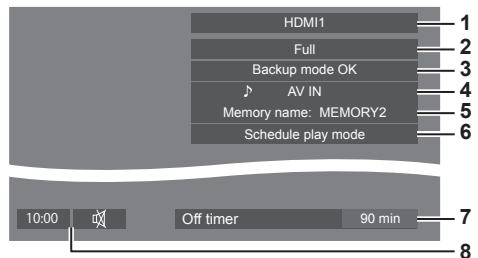 HDMI1 1
Full 2
Backup mode OK 3
♪ AV IN 4
Memory name: MEMORY2 5
Schedule play mode 6
10:00 Off timer 90 min 7
8